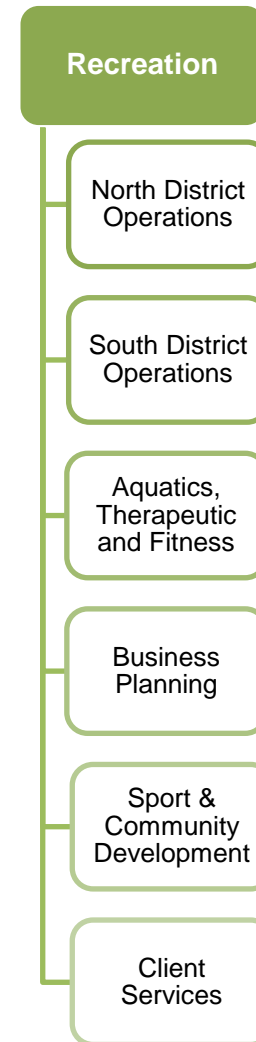 Recreation
North District
Operations
South District
Operations
Aquatics,
Therapeutic
and Fitness
Business
Planning
Sport &
Community
Development
Client
Services